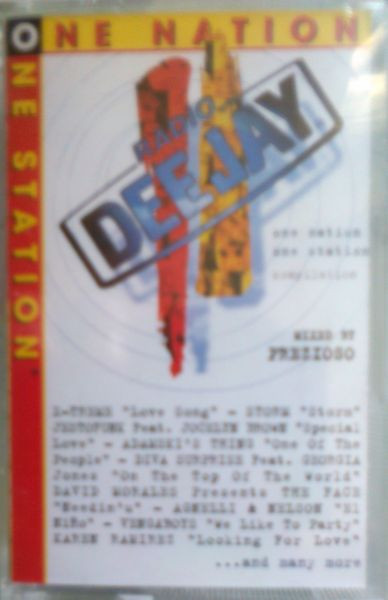 ONE NATION
ONE STATION
RADIO
DEEJAY
one nation
one station
compilation
MIXED BY
PREZIOSO
X-TREME "Love Song" - STORM "Storm"
JESTOFUNK Feat. JOCELYN BROWN "Special
Love" - ADAMSKI'S THING "One Of The
People" - DIVA SURPRISE Feat. GEORGIA
Jones "On The Top Of The World"
DAVID MORALES Presents THE FACE
"Needin'u" - AGNELLI & NELSON "El
Niño" - VENGABOYS "We Like To Party"
KAREN RAMIREZ "Looking For Love"
...and many more